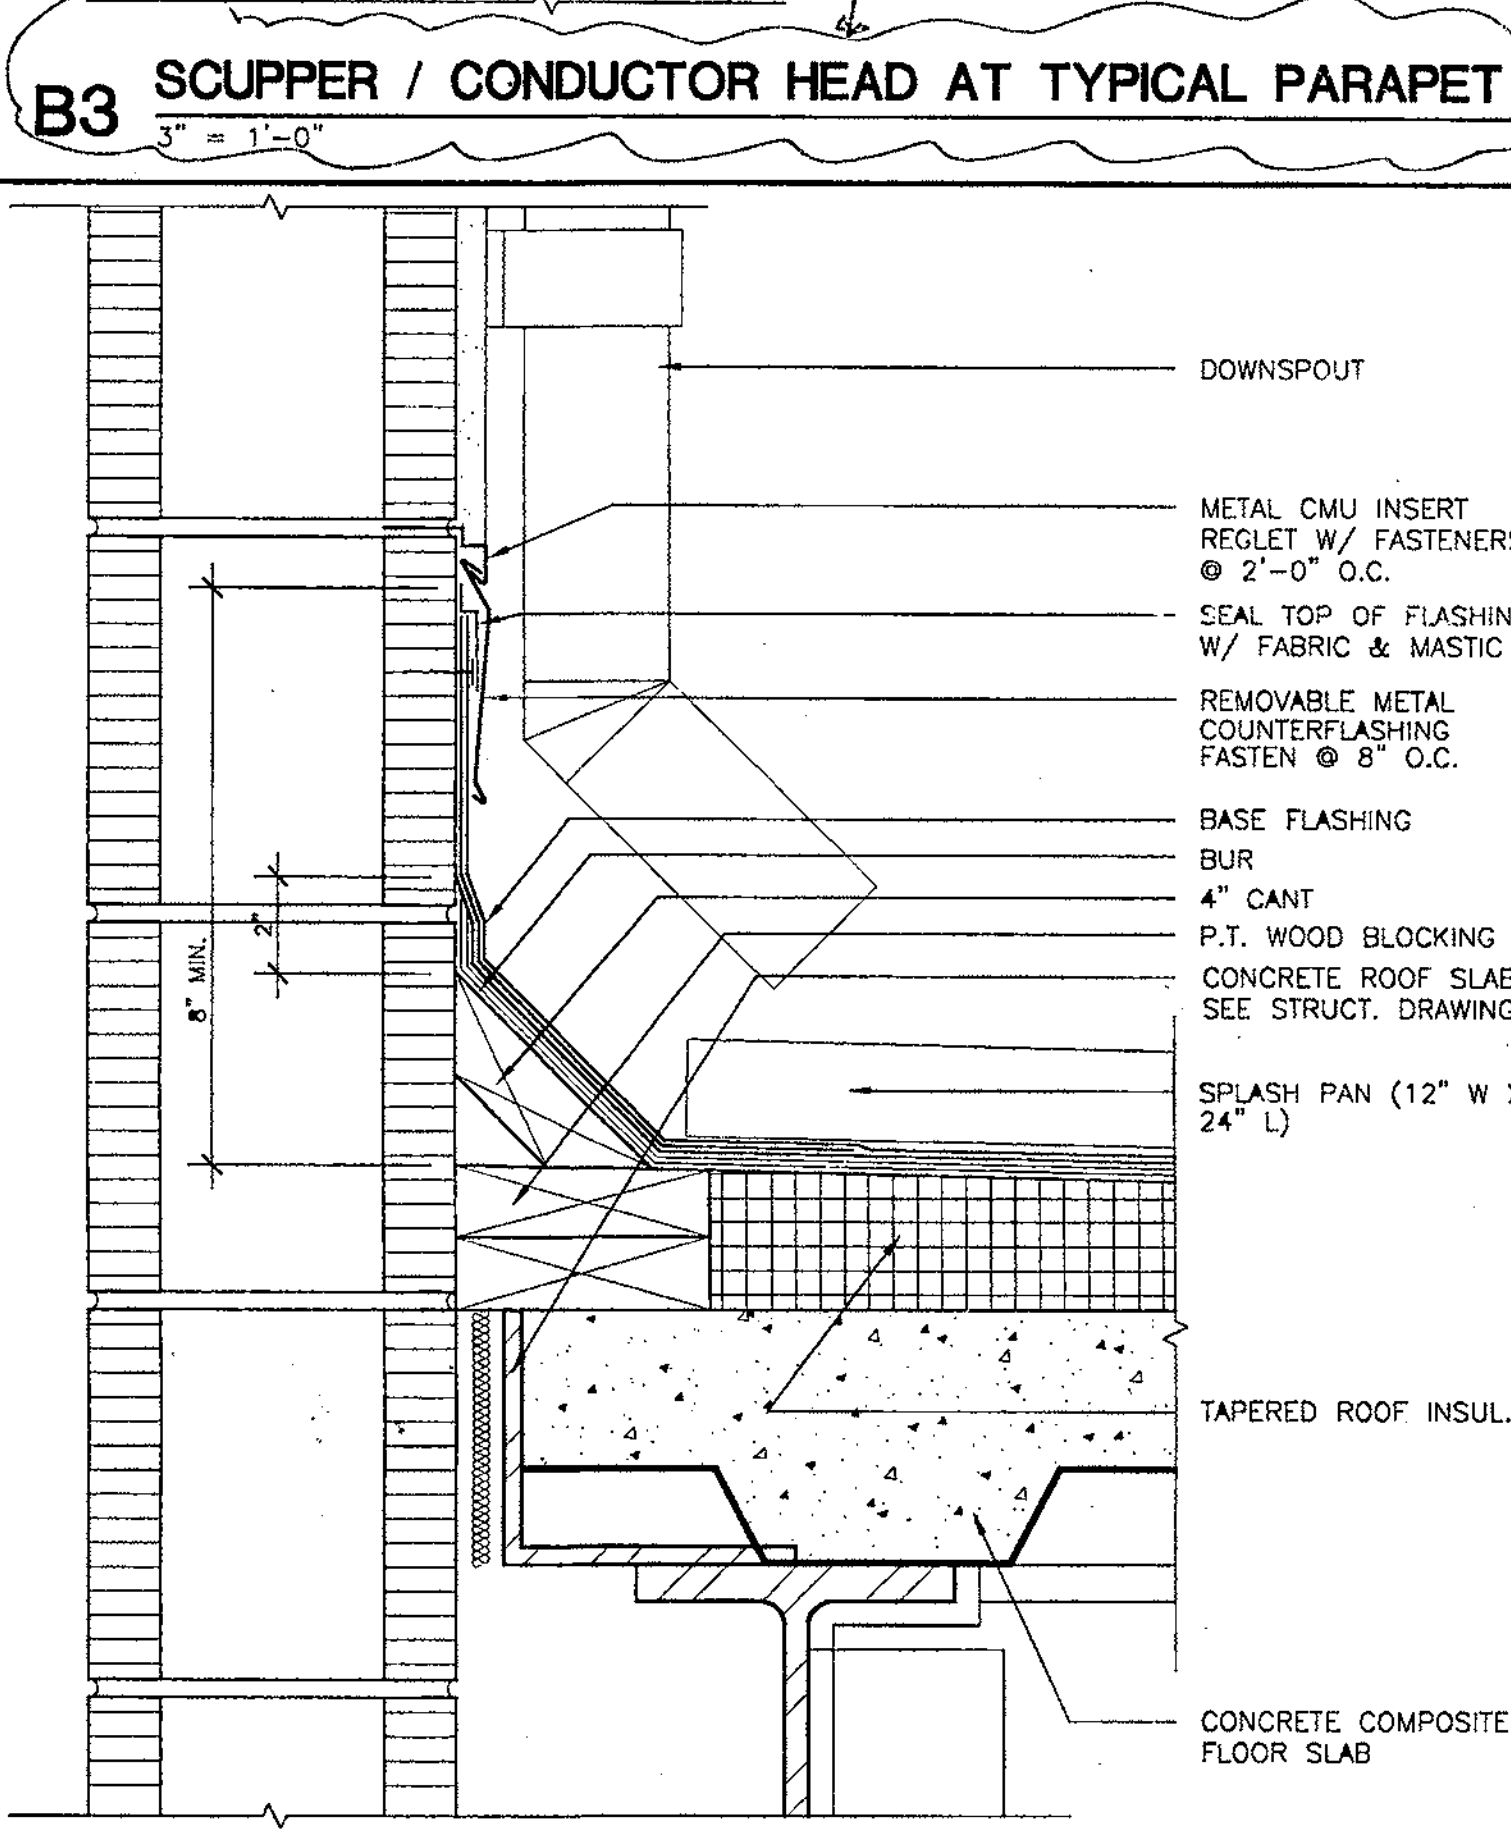 B3 SCUPPER / CONDUCTOR HEAD AT TYPICAL PARAPET
3" = 1'-0"
DOWNSPOUT
METAL CMU INSERT
REGLET W/ FASTENERS
@ 2'-0" O.C.
SEAL TOP OF FLASHIN
W/ FABRIC & MASTIC
REMOVABLE METAL
COUNTERFLASHING
FASTEN @ 8" O.C.
BASE FLASHING
BUR
4" CANT
P.T. WOOD BLOCKING
CONCRETE ROOF SLAB
SEE STRUCT. DRAWING
8" MIN.
2"
SPLASH PAN (12" W X
24" L)
TAPERED ROOF INSUL.
CONCRETE COMPOSITE
FLOOR SLAB